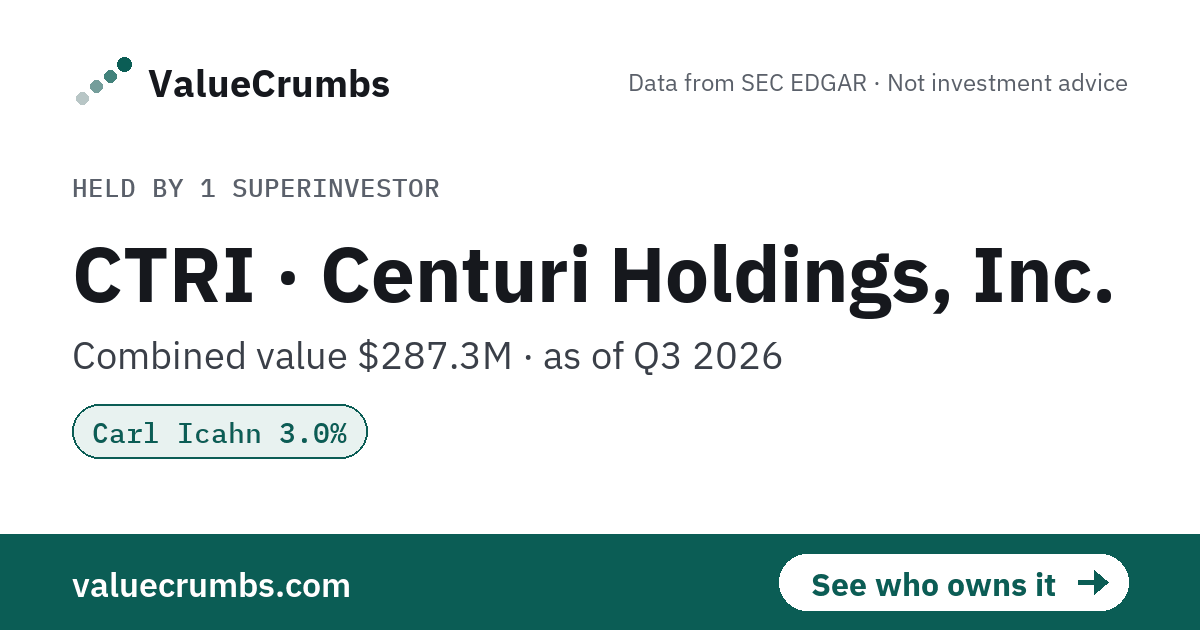 ValueCrumbs
Data from SEC EDGAR · Not investment advice
HELD BY 1 SUPERINVESTOR
CTRI · Centuri Holdings, Inc.
Combined value $287.3M · as of Q3 2026
Carl Icahn 3.0%
valuecrumbs.com
See who owns it →